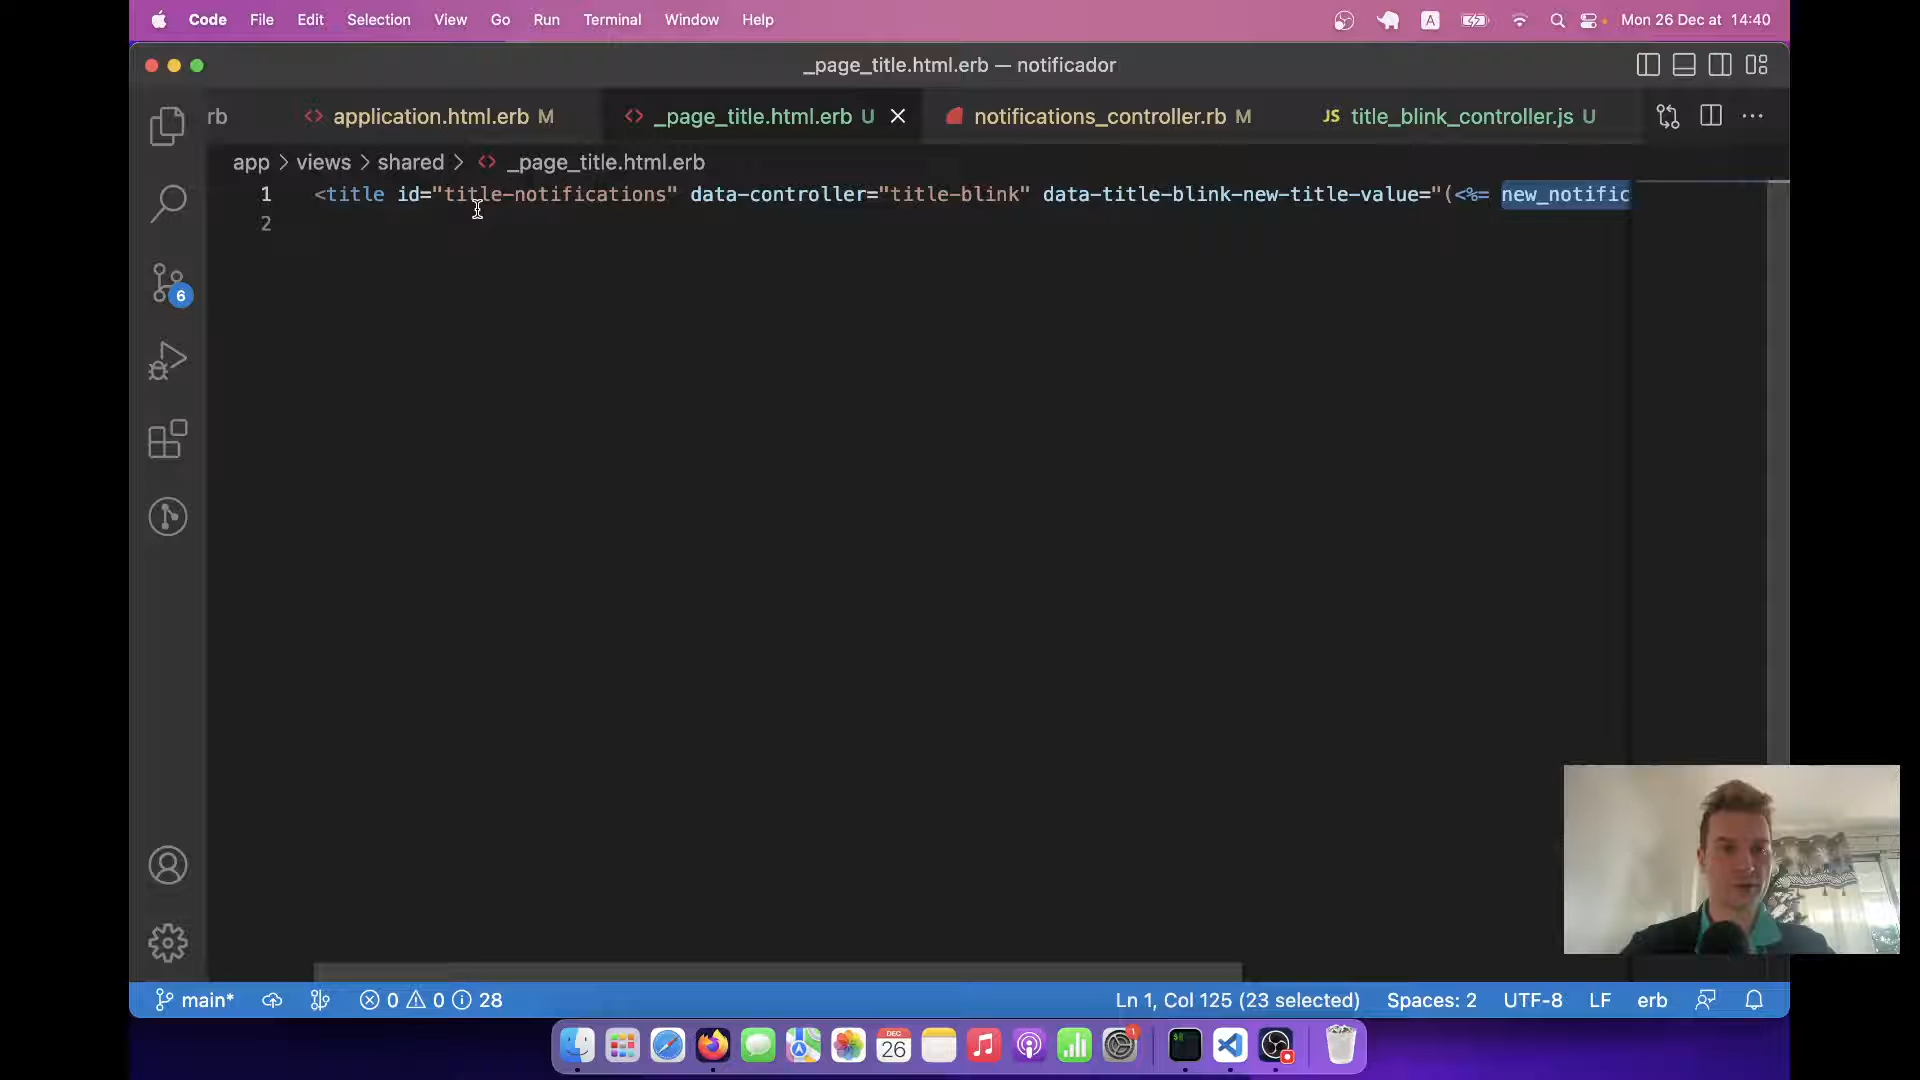 Code File Edit Selection View Go Run Terminal Window Help A Mon 26 Dec at 14:40
_page_title.html.erb — notificador
rb application.html.erb M _page_title.html.erb U notifications_controller.rb M JS title_blink_controller.js U
app > views > shared > _page_title.html.erb
1 <title id="title-notifications" data-controller="title-blink" data-title-blink-new-title-value="(<%= new_notific
2
6
main* 0 0 28 Ln 1, Col 125 (23 selected) Spaces: 2 UTF-8 LF erb
DEC
26
1